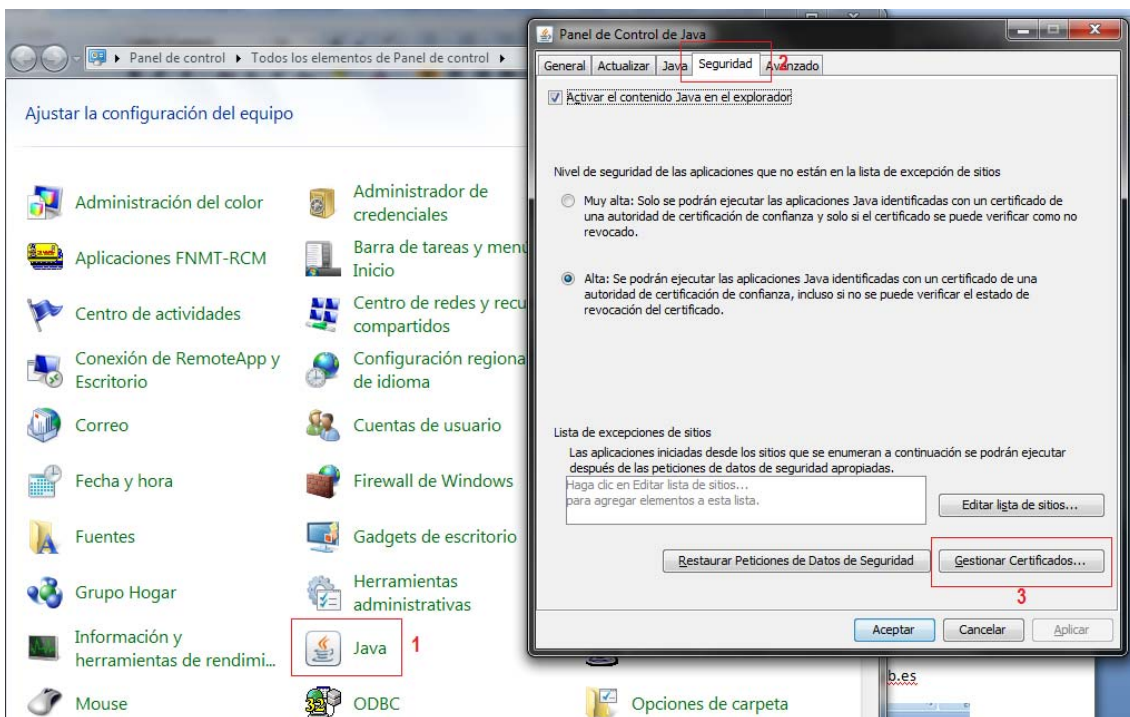 Panel de control ▸ Todos los elementos de Panel de control ▸
Ajustar la configuración del equipo
Administración del color
Administrador de
credenciales
Aplicaciones FNMT-RCM
Barra de tareas y menú
Inicio
Centro de actividades
Centro de redes y recu
compartidos
Conexión de RemoteApp y
Escritorio
Configuración regiona
de idioma
Correo
Cuentas de usuario
Fecha y hora
Firewall de Windows
Fuentes
Gadgets de escritorio
Grupo Hogar
Herramientas
administrativas
Información y
herramientas de rendimi...
Java
1
Mouse
ODBC
Opciones de carpeta
Panel de Control de Java
General Actualizar Java Seguridad Avanzado
2
Activar el contenido Java en el explorador
Nivel de seguridad de las aplicaciones que no están en la lista de excepción de sitios
Muy alta: Solo se podrán ejecutar las aplicaciones Java identificadas con un certificado de
una autoridad de certificación de confianza y solo si el certificado se puede verificar como no
revocado.
Alta: Se podrán ejecutar las aplicaciones Java identificadas con un certificado de una
autoridad de certificación de confianza, incluso si no se puede verificar el estado de
revocación del certificado.
Lista de excepciones de sitios
Las aplicaciones iniciadas desde los sitios que se enumeran a continuación se podrán ejecutar
después de las peticiones de datos de seguridad apropiadas.
Haga clic en Editar lista de sitios...
para agregar elementos a esta lista.
Editar lista de sitios...
Restaurar Peticiones de Datos de Seguridad
Gestionar Certificados...
3
Aceptar Cancelar Aplicar
b.es